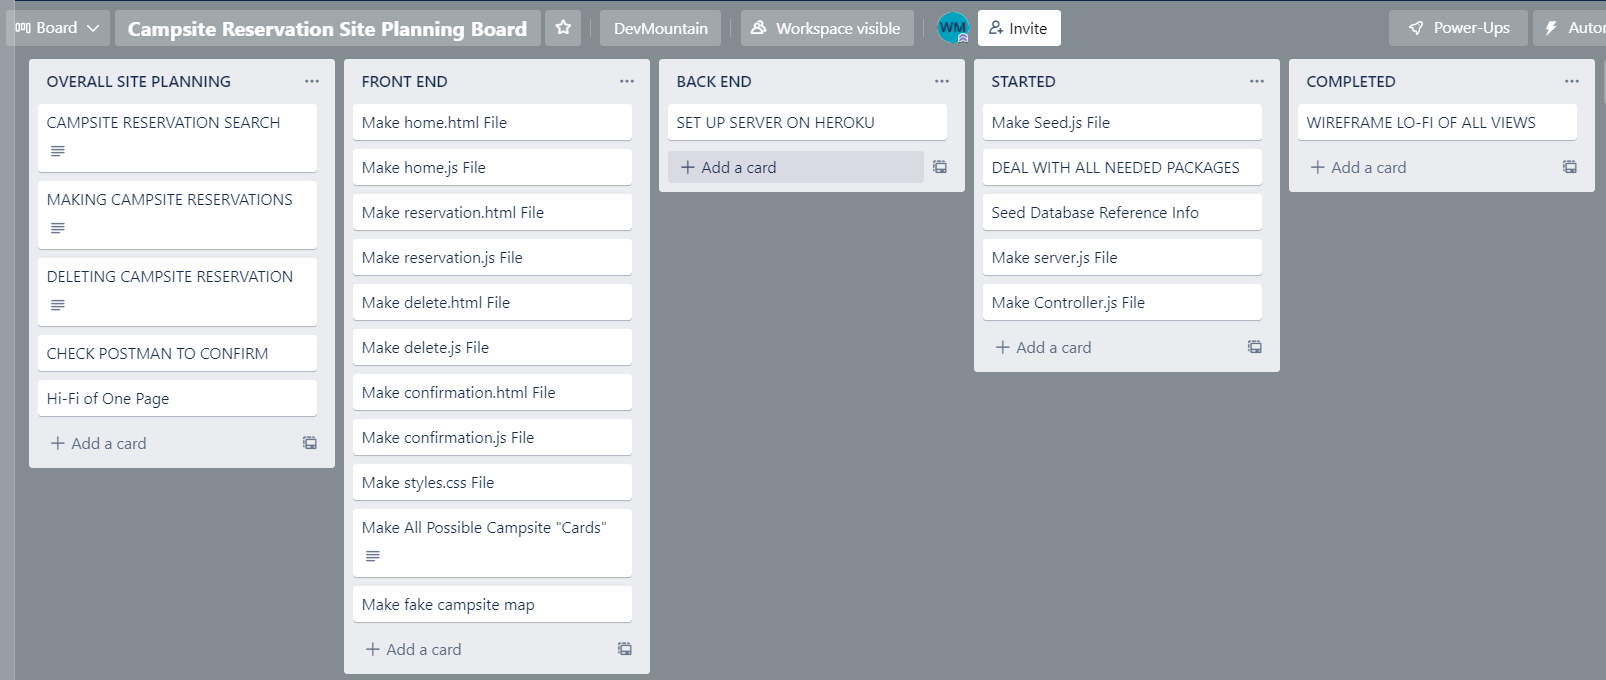 Board
Campsite Reservation Site Planning Board
DevMountain
Workspace visible
WM
Invite
Power-Ups
OVERALL SITE PLANNING
CAMPSITE RESERVATION SEARCH
MAKING CAMPSITE RESERVATIONS
DELETING CAMPSITE RESERVATION
CHECK POSTMAN TO CONFIRM
Hi-Fi of One Page
Add a card
FRONT END
Make home.html File
Make home.js File
Make reservation.html File
Make reservation.js File
Make delete.html File
Make delete.js File
Make confirmation.html File
Make confirmation.js File
Make styles.css File
Make All Possible Campsite "Cards"
Make fake campsite map
Add a card
BACK END
SET UP SERVER ON HEROKU
Add a card
STARTED
Make Seed.js File
DEAL WITH ALL NEEDED PACKAGES
Seed Database Reference Info
Make server.js File
Make Controller.js File
Add a card
COMPLETED
WIREFRAME LO-FI OF ALL VIEWS
Add a card